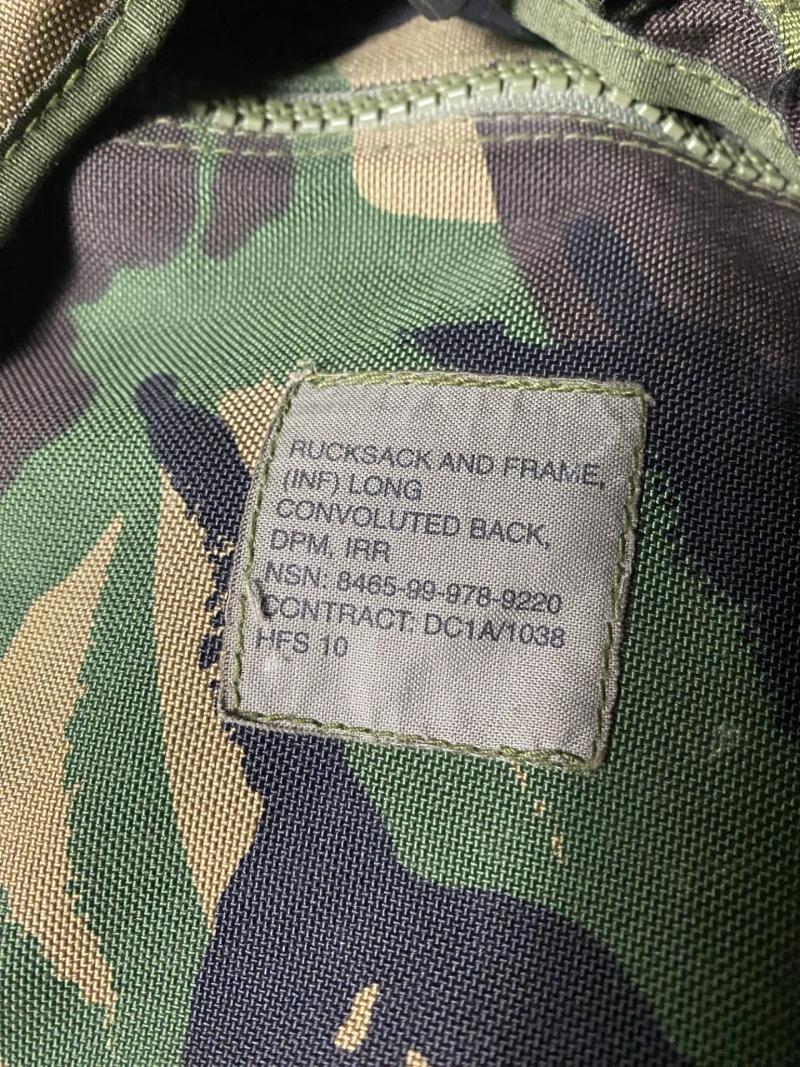 RUCKSACK AND FRAME,
(INF) LONG
CONVOLUTED BACK,
DPM, IRR
NSN: 8465-99-978-9220
CONTRACT: DC1A/1038
HFS 10